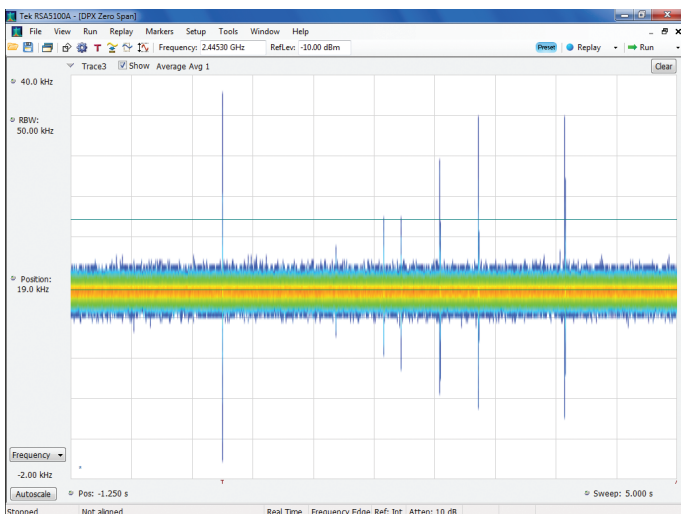 Tek RSA5100A - [DPX Zero Span]
File View Run Replay Markers Setup Tools Window Help
T Frequency: 2.44530 GHz RefLev: -10.00 dBm Preset Replay Run
Trace3 Show Average Avg 1 Clear
40.0 kHz
RBW:
50.00 kHz
Position:
19.0 kHz
Frequency
-2.00 kHz
T
Autoscale Pos: -1.250 s Sweep: 5.000 s
Stopped Not aligned Real Time Frequency Edge Ref: Int Atten: 10 dB